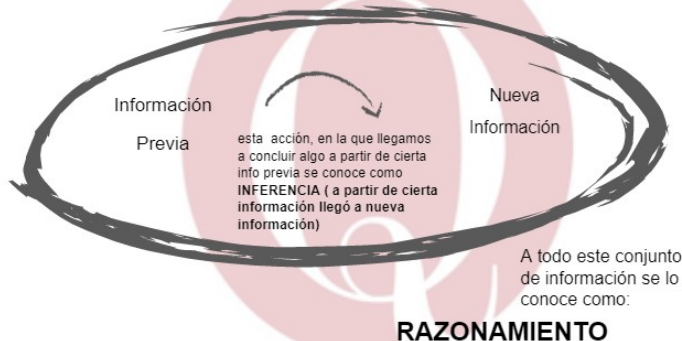 Información
Previa
esta acción, en la que llegamos
a concluir algo a partir de cierta
info previa se conoce como
INFERENCIA ( a partir de cierta
información llegó a nueva
información)
Nueva
Información
A todo este conjunto
de información se lo
conoce como:
RAZONAMIENTO